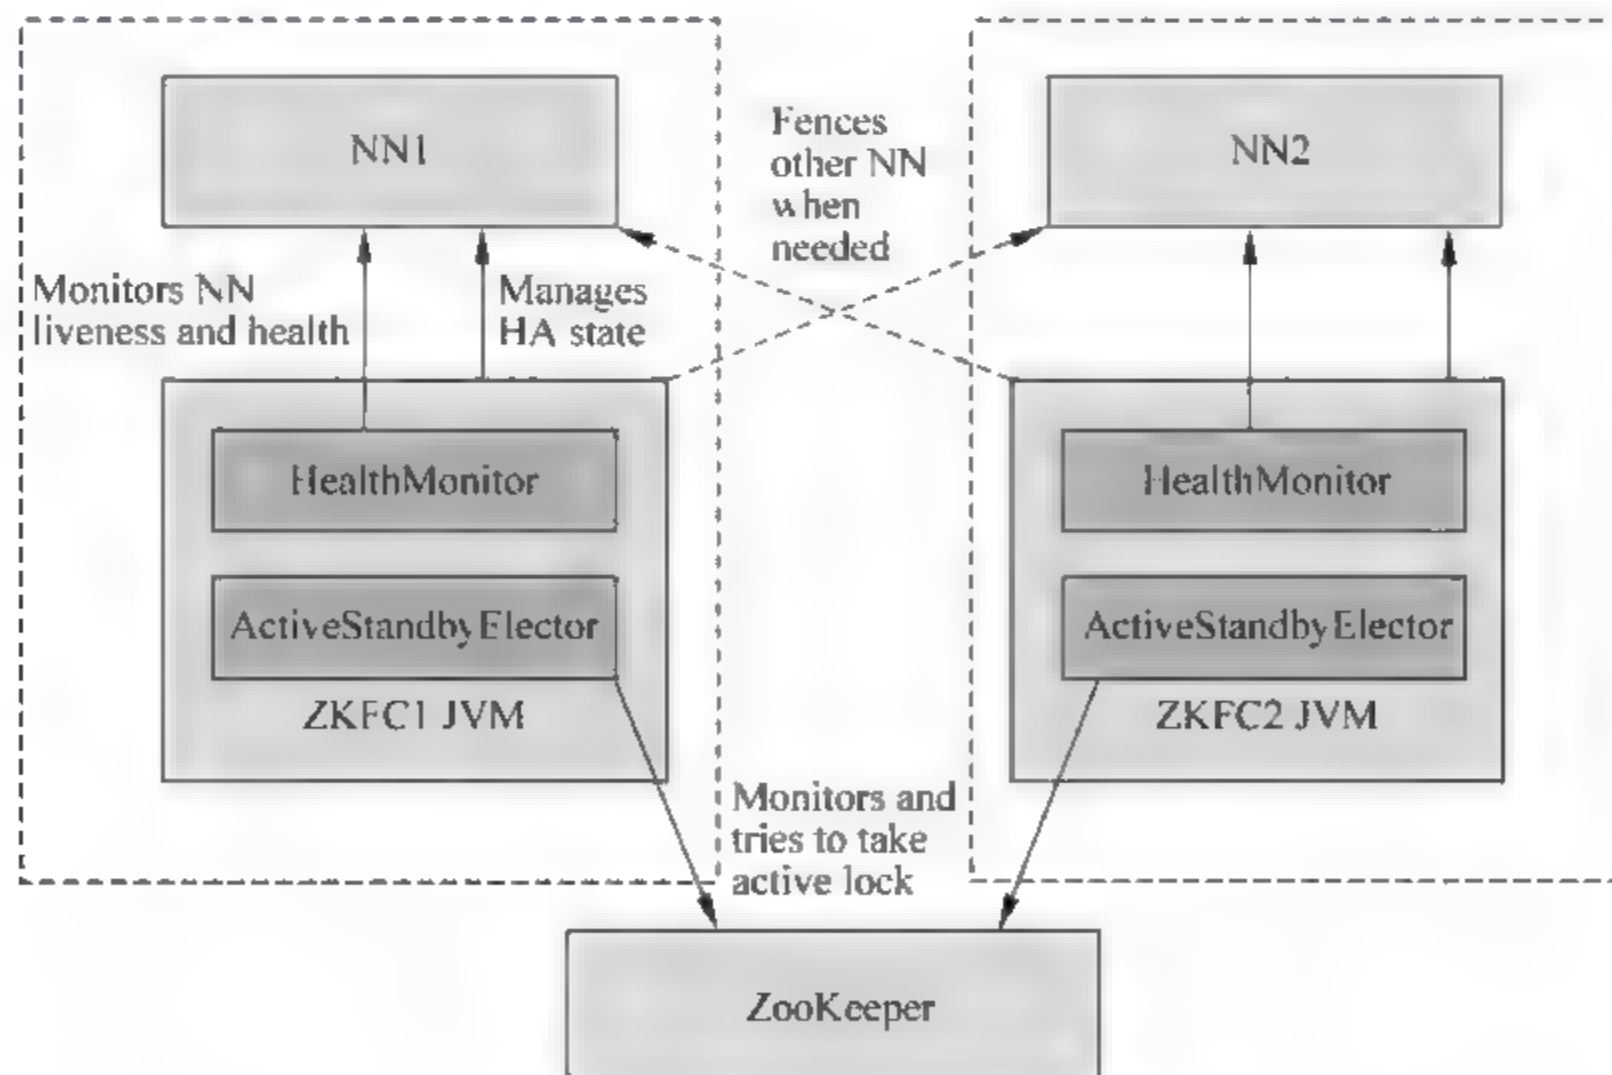 NN1
NN2
Fences
other NN
when
needed
Monitors NN
liveness and health
Manages
HA state
HealthMonitor
HealthMonitor
ActiveStandbyElector
ActiveStandbyElector
ZKFC1 JVM
ZKFC2 JVM
Monitors and
tries to take
active lock
ZooKeeper